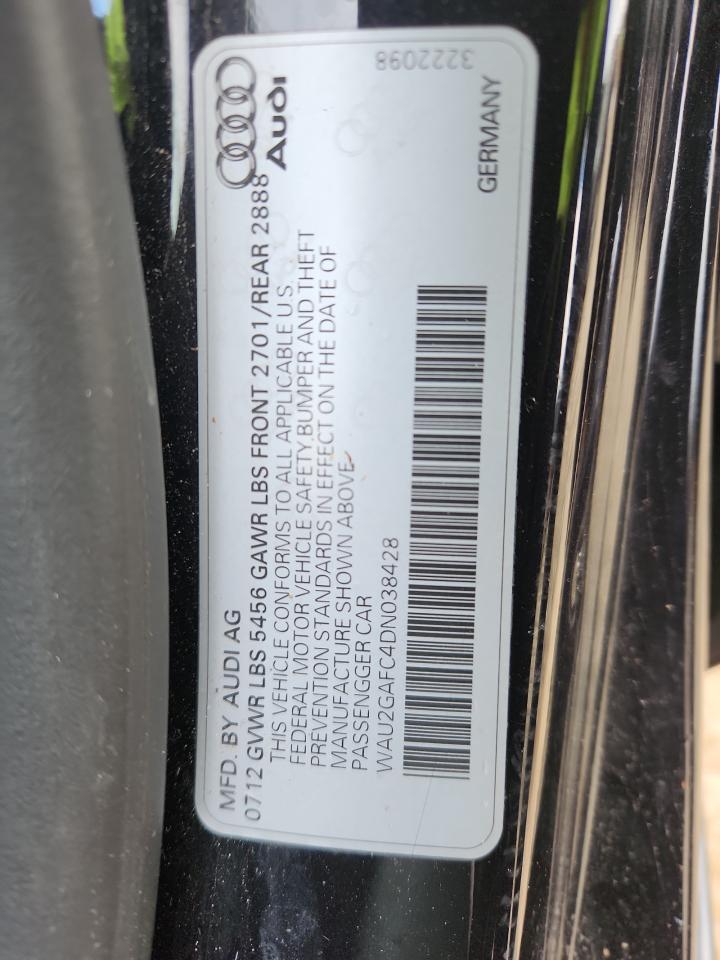 MFD. BY AUDI AG
0712 GVWR LBS 5456 GAWR LBS FRONT 2701/REAR 2888
THIS VEHICLE CONFORMS TO ALL APPLICABLE U S.
FEDERAL MOTOR VEHICLE SAFETY, BUMPER AND THEFT
PREVENTION STANDARDS IN EFFECT ON THE DATE OF
MANUFACTURE SHOWN ABOVE
PASSENGGER CAR
WAU2GAFC4DN038428
Audi
GERMANY
3222098